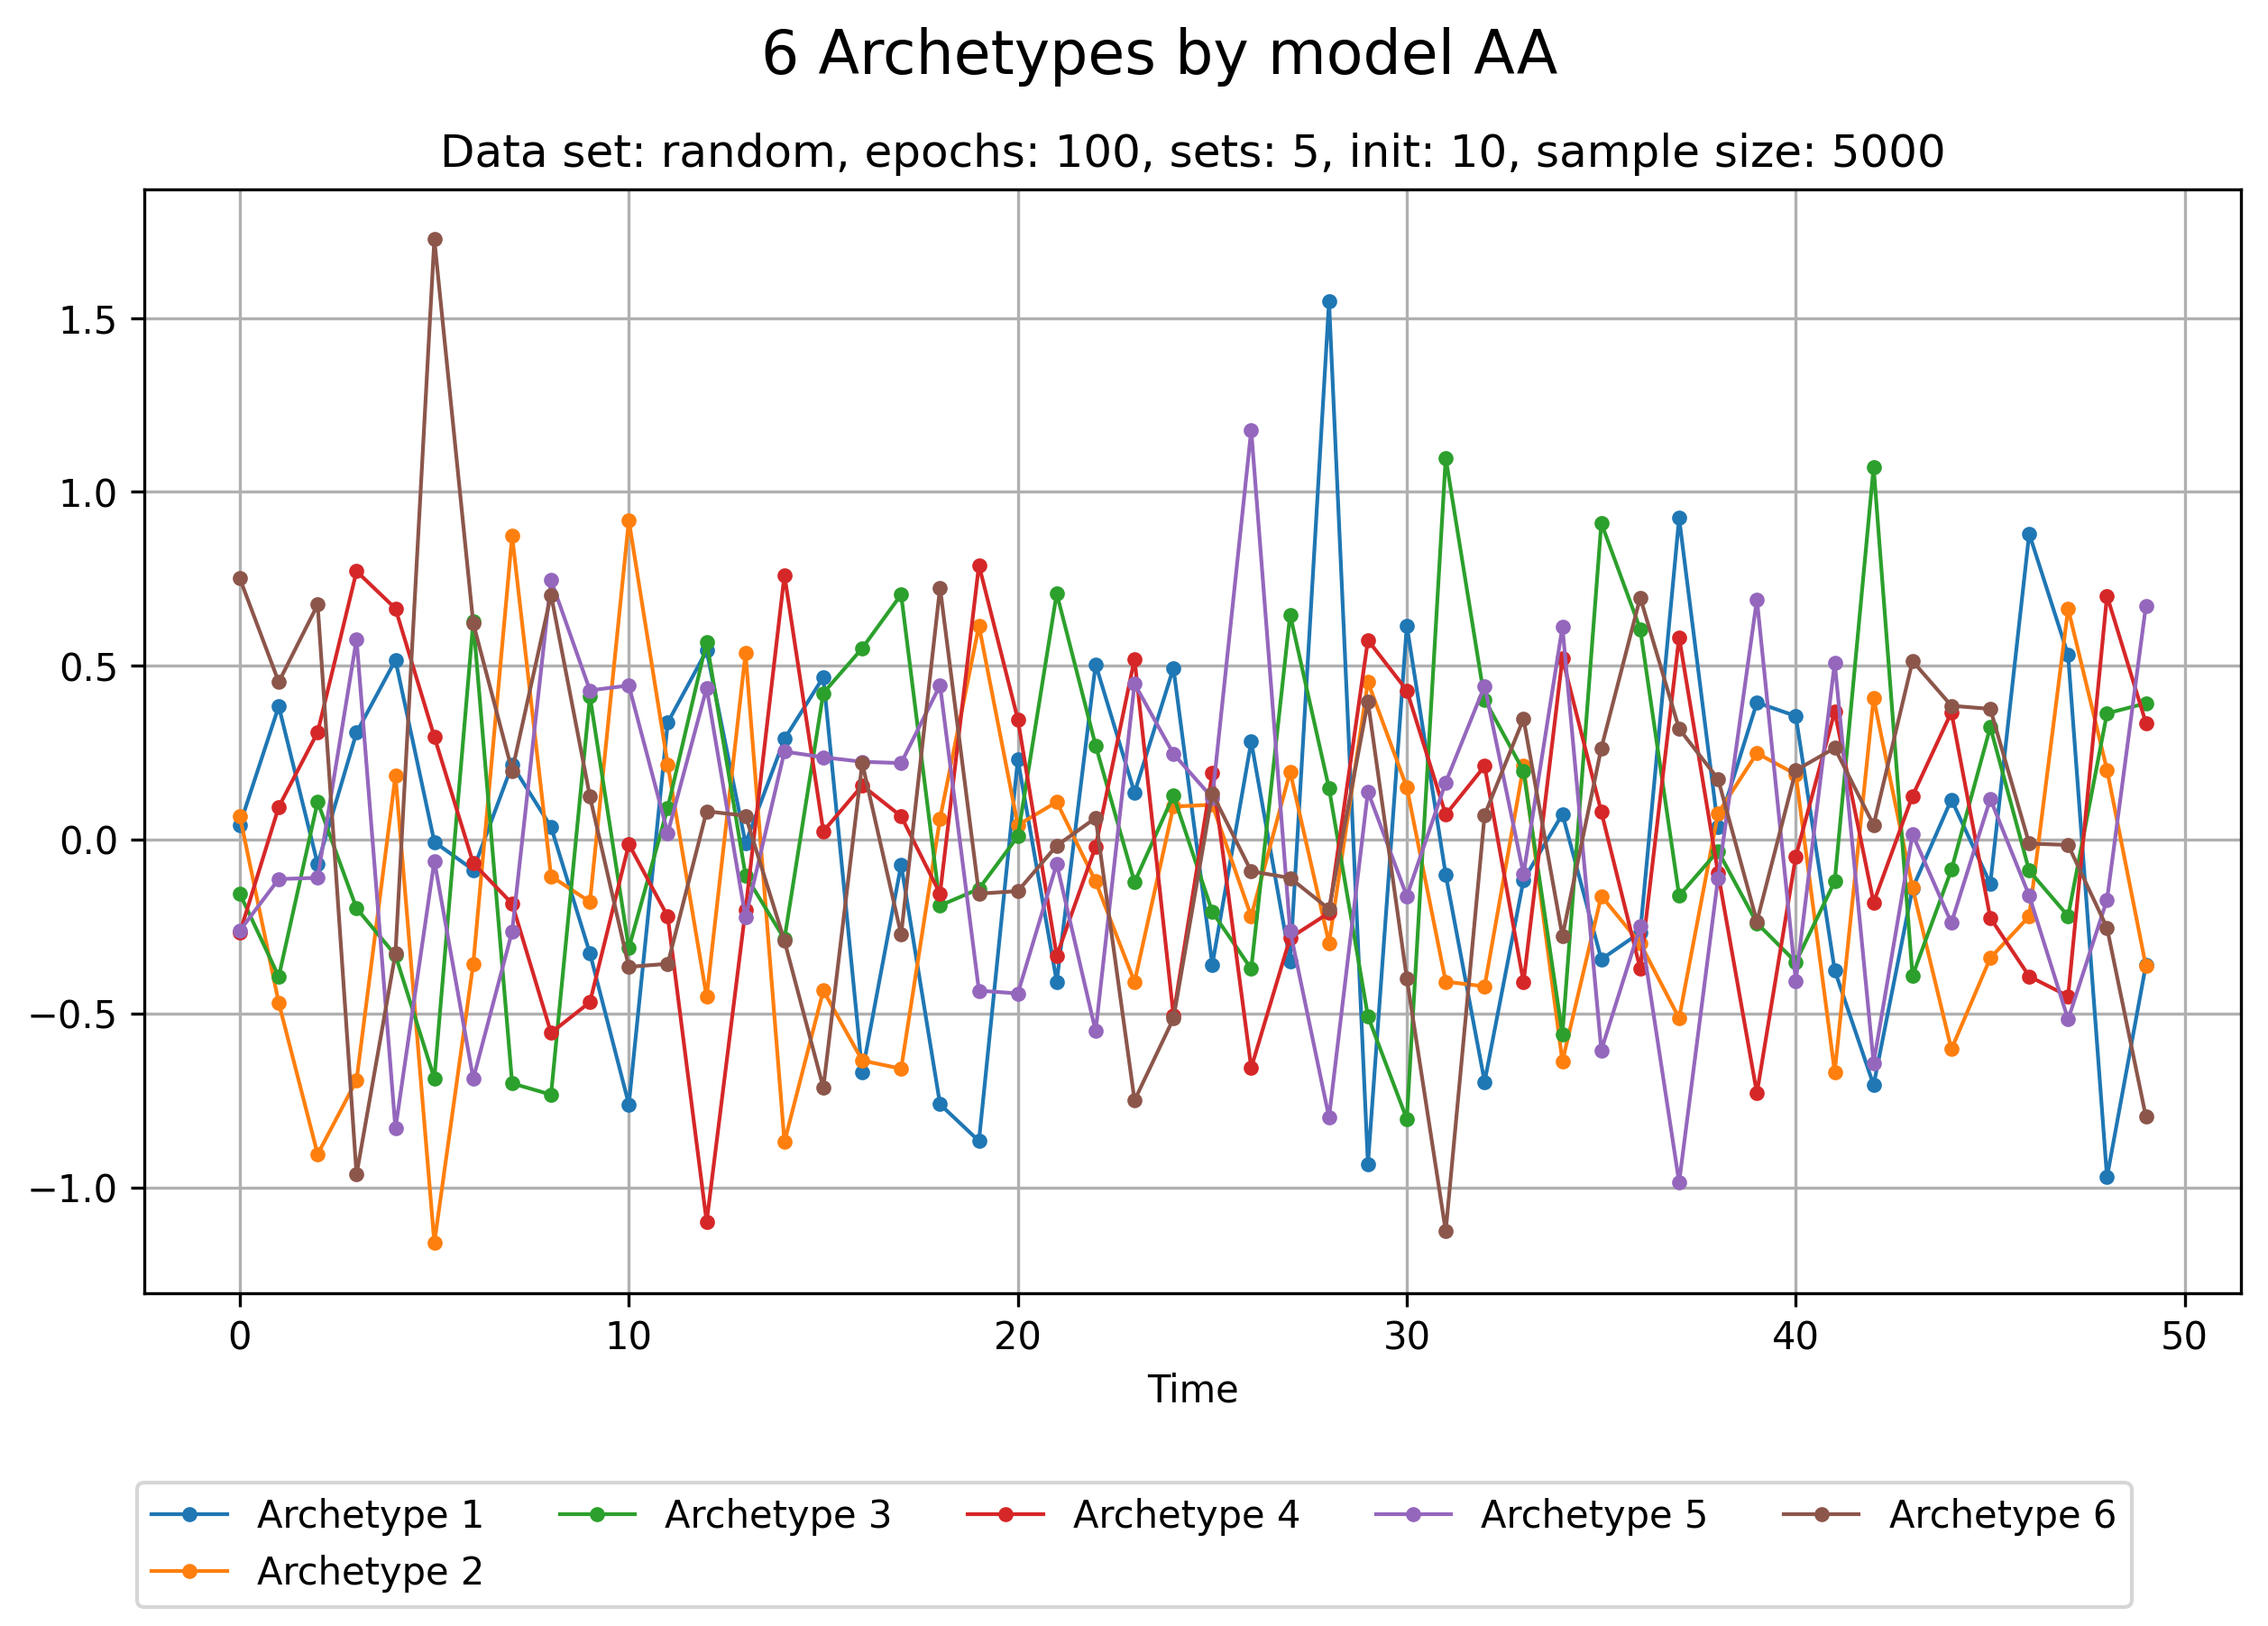 6 Archetypes by model AA
Data set: random, epochs: 100, sets: 5, init: 10, sample size: 5000
1.5
1.0
0.5
0.0
−0.5
−1.0
0 10 20 30 40 50
Time
Archetype 1 Archetype 3 Archetype 4 Archetype 5 Archetype 6
Archetype 2